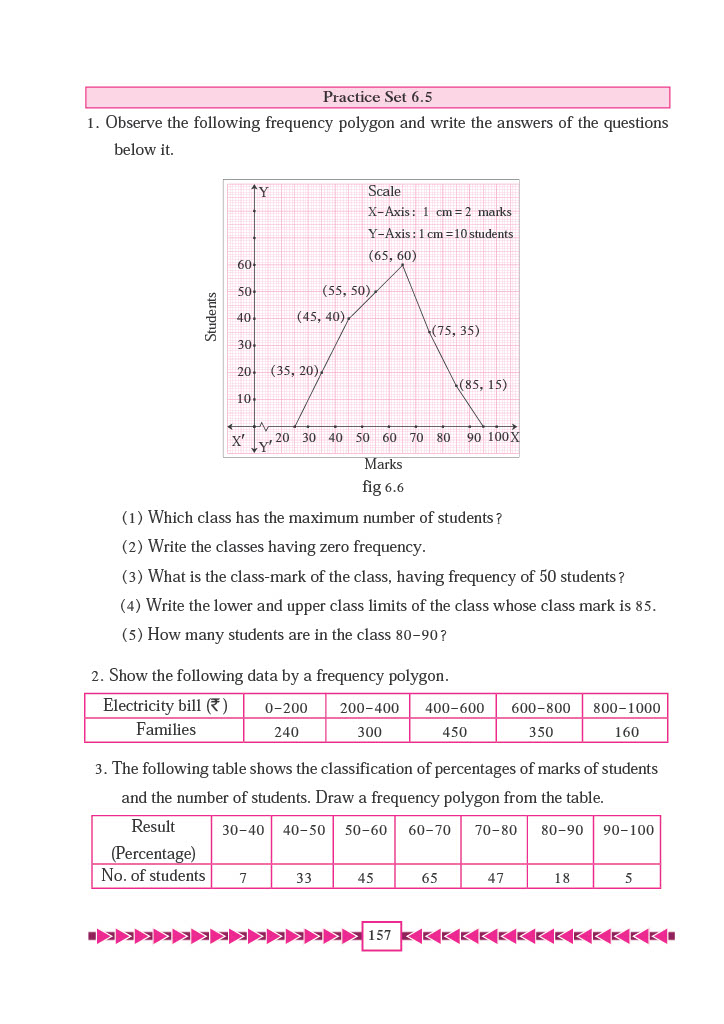 Practice Set 6.5
1. Observe the following frequency polygon and write the answers of the questions
below it.
Y
Scale
X-Axis : 1 cm = 2 marks
Y-Axis : 1 cm =10 students
(65, 60)
60
(55, 50)
50
(45, 40)
40
(75, 35)
30
(35, 20)
20
(85, 15)
10
Students
X' Y' 20 30 40 50 60 70 80 90 100 X
Marks
fig 6.6
(1) Which class has the maximum number of students ?
(2) Write the classes having zero frequency.
(3) What is the class-mark of the class, having frequency of 50 students ?
(4) Write the lower and upper class limits of the class whose class mark is 85.
(5) How many students are in the class 80-90 ?
2. Show the following data by a frequency polygon.
Electricity bill (₹) 0-200 200-400 400-600 600-800 800-1000
Families 240 300 450 350 160
3. The following table shows the classification of percentages of marks of students
and the number of students. Draw a frequency polygon from the table.
Result (Percentage) 30-40 40-50 50-60 60-70 70-80 80-90 90-100
No. of students 7 33 45 65 47 18 5
157